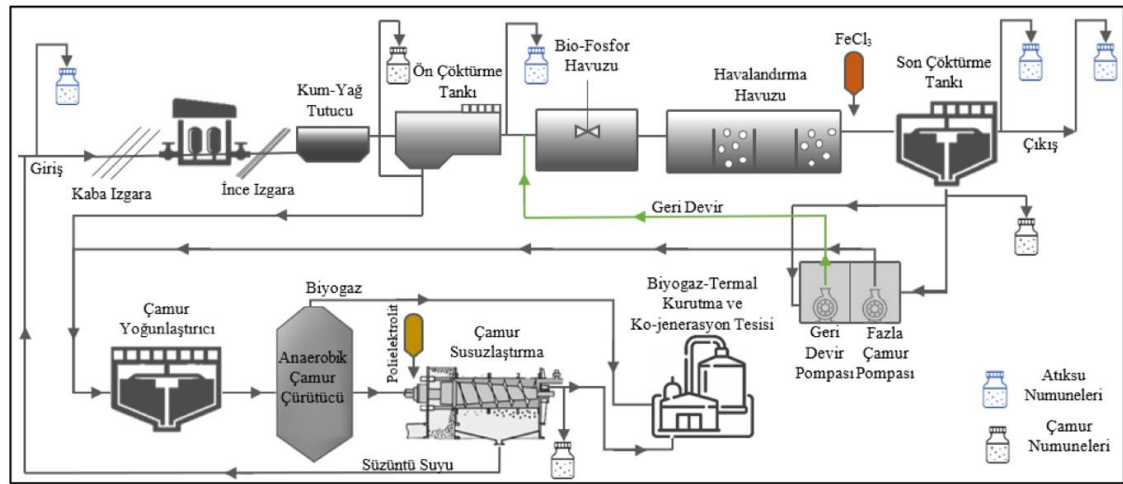 Giriş
Kaba Izgara
İnce Izgara
Kum-Yağ
Tutucu
Ön Çöktürme
Tankı
Bio-Fosfor
Havuzu
Havalandırma
Havuzu
FeCl₃
Son Çöktürme
Tankı
Çıkış
Geri Devir
Geri
Devir
Pompası
Fazla
Çamur
Pompası
Çamur
Yoğunlaştırıcı
Biyogaz
Anaerobik
Çamur
Çürütücü
Polielektrolit
Çamur
Susuzlaştırma
Biyogaz-Termal
Kurutma ve
Ko-jenerasyon Tesisi
Süzüntü Suyu
Atıksu
Numuneleri
Çamur
Numuneleri